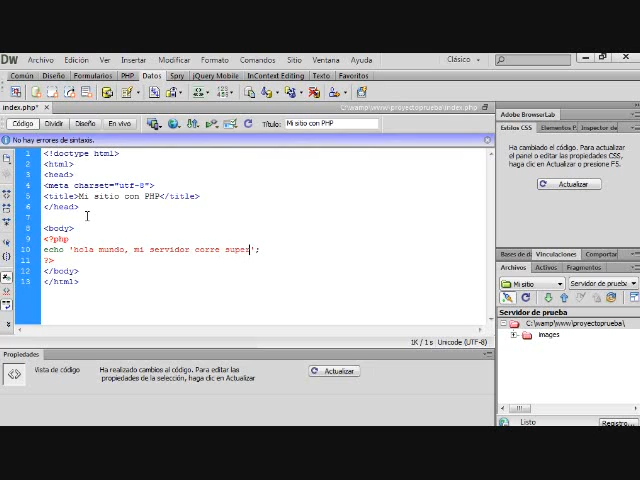 Dw Archivo Edición Ver Insertar Modificar Formato Comandos Sitio Ventana Ayuda Clásico
Común Diseño Formularios PHP Datos Spry jQuery Mobile InContext Editing Texto Favoritos
index.php* × C:\wamp\www\proyectoprueba\index.php
Código Dividir Diseño En vivo Título: Mi sitio con PHP
No hay errores de sintaxis.
1 <!doctype html>
2 <html>
3 <head>
4 <meta charset="utf-8">
5 <title>Mi sitio con PHP</title>
6 </head>
7
8 <body>
9 <?php
10 echo 'hola mundo, mi servidor corre super';
11 ?>
12 </body>
13 </html>
1K / 1 s Unicode (UTF-8)
Propiedades
Vista de código
Ha realizado cambios al código. Para editar las
propiedades de la selección, haga clic en Actualizar
Actualizar
Adobe BrowserLab
Estilos CSS Elementos P. Inspector de
Ha cambiado el código. Para actualizar
el panel o editar las propiedades CSS,
haga clic en Actualizar o presione F5.
Actualizar
Bases de da Vinculaciones
Archivos Activos Fragmentos
Mi sitio Servidor de prueba
Servidor de prueba
C:\wamp\www\proyectoprueba\
images
Listo Registro...